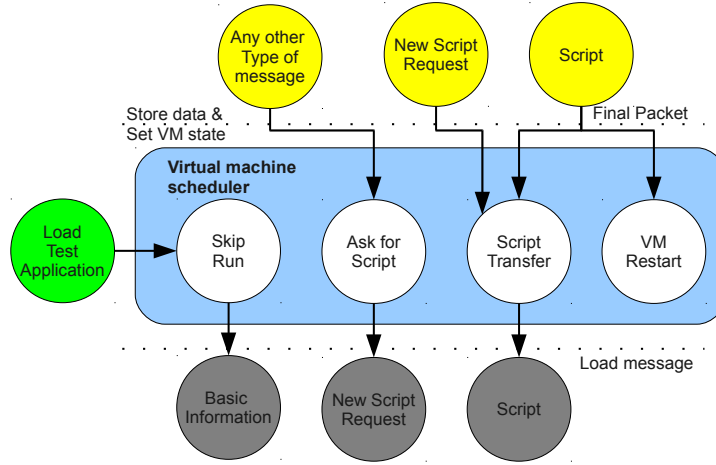 Any other
Type of
message
New Script
Request
Script
Store data &
Set VM state
Final Packet
Virtual machine
scheduler
Load
Test
Application
Skip
Run
Ask for
Script
Script
Transfer
VM
Restart
Load message
Basic
Information
New Script
Request
Script